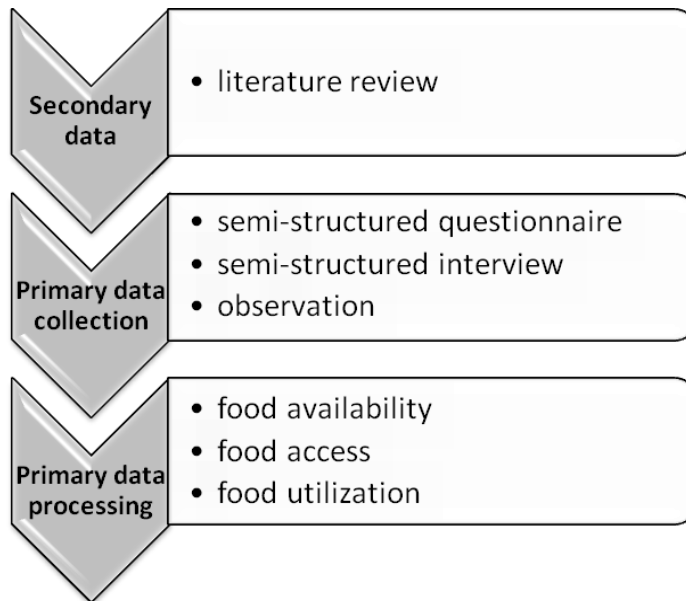 Secondary
data
• literature review
Primary data
collection
• semi-structured questionnaire
• semi-structured interview
• observation
Primary data
processing
• food availability
• food access
• food utilization